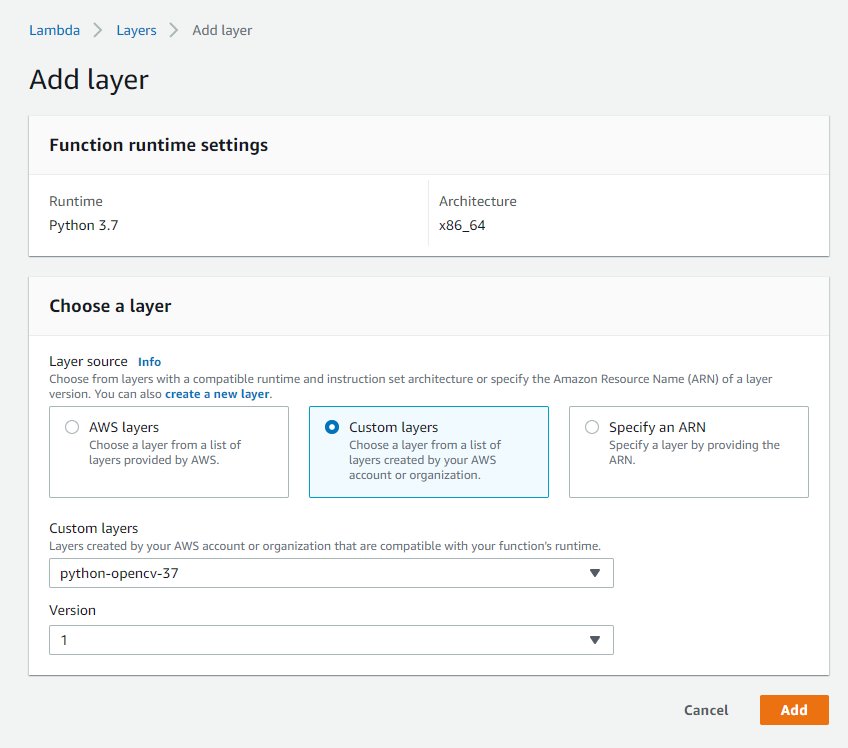 Lambda > Layers > Add layer
Add layer
Function runtime settings
Runtime
Python 3.7
Architecture
x86_64
Choose a layer
Layer source Info
Choose from layers with a compatible runtime and instruction set architecture or specify the Amazon Resource Name (ARN) of a layer
version. You can also create a new layer.
AWS layers
Choose a layer from a list of
layers provided by AWS.
Custom layers
Choose a layer from a list of
layers created by your AWS
account or organization.
Specify an ARN
Specify a layer by providing the
ARN.
Custom layers
Layers created by your AWS account or organization that are compatible with your function's runtime.
python-opencv-37
Version
1
Cancel Add